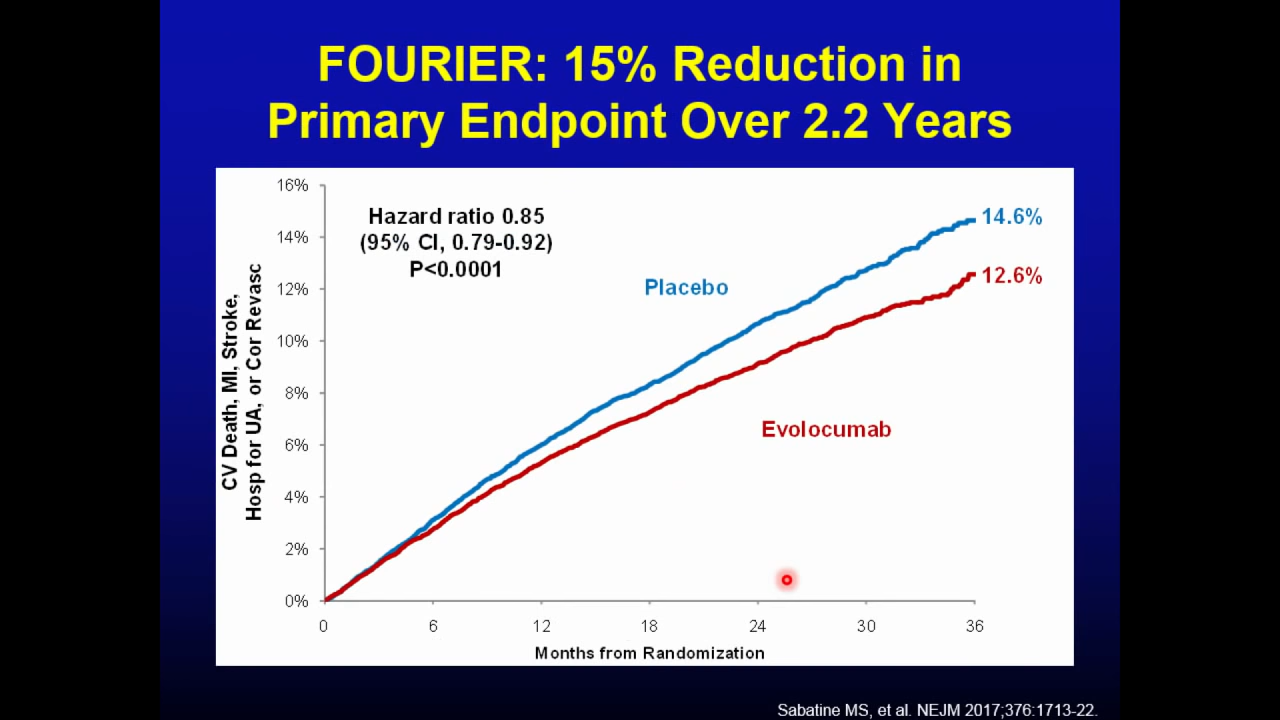 FOURIER: 15% Reduction in
Primary Endpoint Over 2.2 Years
16%
14%
12%
10%
8%
6%
4%
2%
0%
CV Death, MI, Stroke,
Hosp for UA, or Cor Revasc
Hazard ratio 0.85
(95% CI, 0.79-0.92)
P<0.0001
Placebo
14.6%
12.6%
Evolocumab
0 6 12 18 24 30 36
Months from Randomization
Sabatine MS, et al. NEJM 2017;376:1713-22.